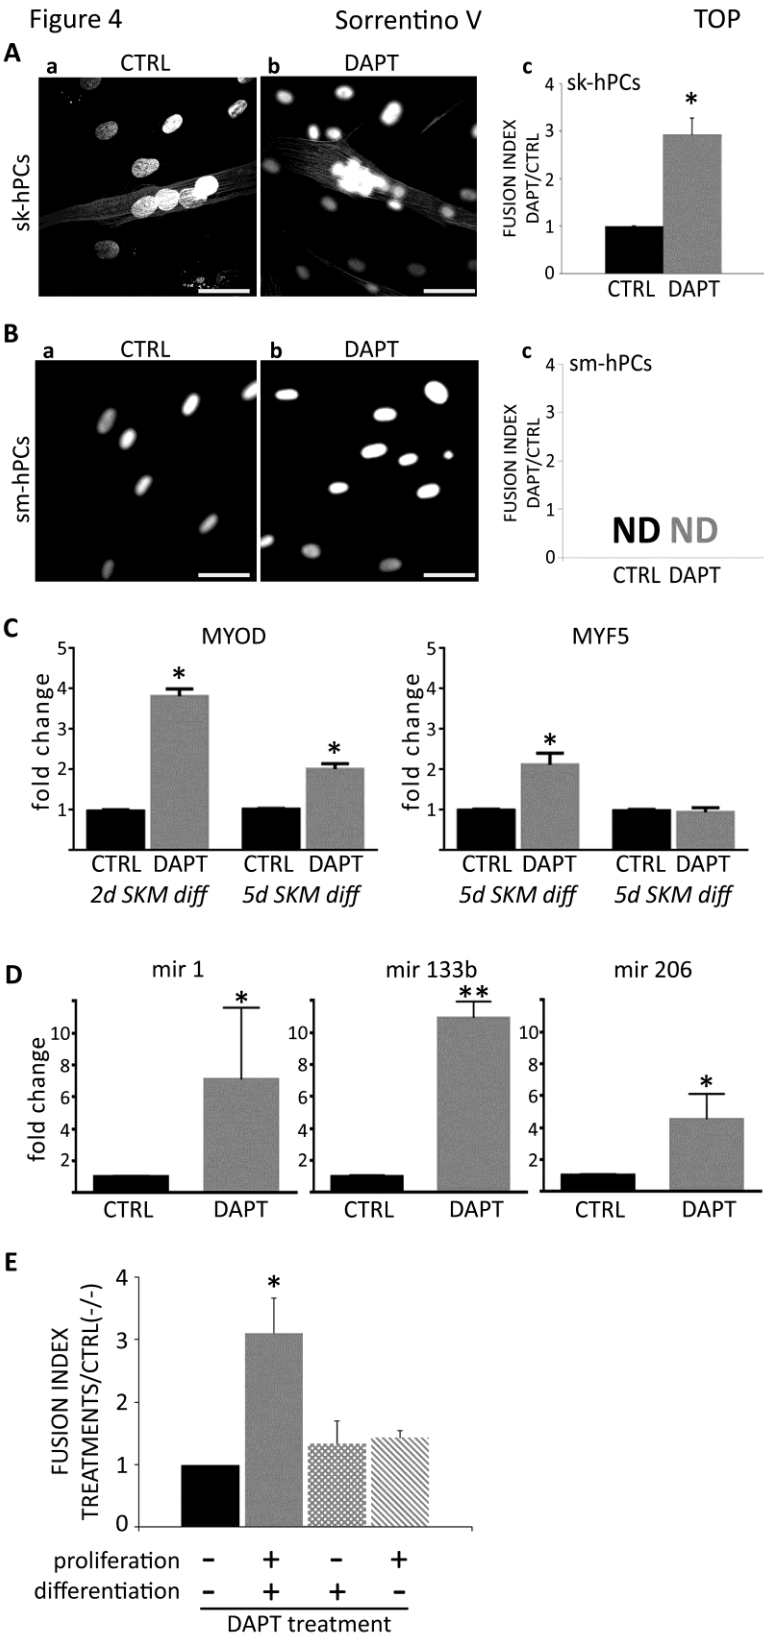 Figure 4 Sorrentino V TOP
A
a CTRL b DAPT c sk-hPCs
sk-hPCs
FUSION INDEX
DAPT/CTRL
4
3
2
1
0
*
CTRL DAPT
B
a CTRL b DAPT c sm-hPCs
sm-hPCs
FUSION INDEX
DAPT/CTRL
4
3
2
1
0
ND ND
CTRL DAPT
C
MYOD
fold change
5
4
3
2
1
* *
CTRL DAPT CTRL DAPT
2d SKM diff 5d SKM diff
MYF5
fold change
5
4
3
2
1
*
CTRL DAPT CTRL DAPT
5d SKM diff 5d SKM diff
D
mir 1
fold change
10
8
6
4
2
*
CTRL DAPT
mir 133b
10
8
6
4
2
**
CTRL DAPT
mir 206
10
8
6
4
2
*
CTRL DAPT
E
FUSION INDEX
TREATMENTS/CTRL(-/-)
4
3
2
1
0
*
proliferation - + - +
differentiation - + + -
DAPT treatment